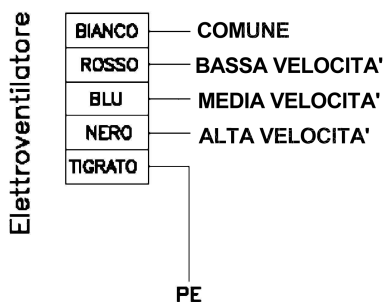 Elettroventilatore
BIANCO COMUNE
ROSSO BASSA VELOCITA'
BLU MEDIA VELOCITA'
NERO ALTA VELOCITA'
TIGRATO
PE